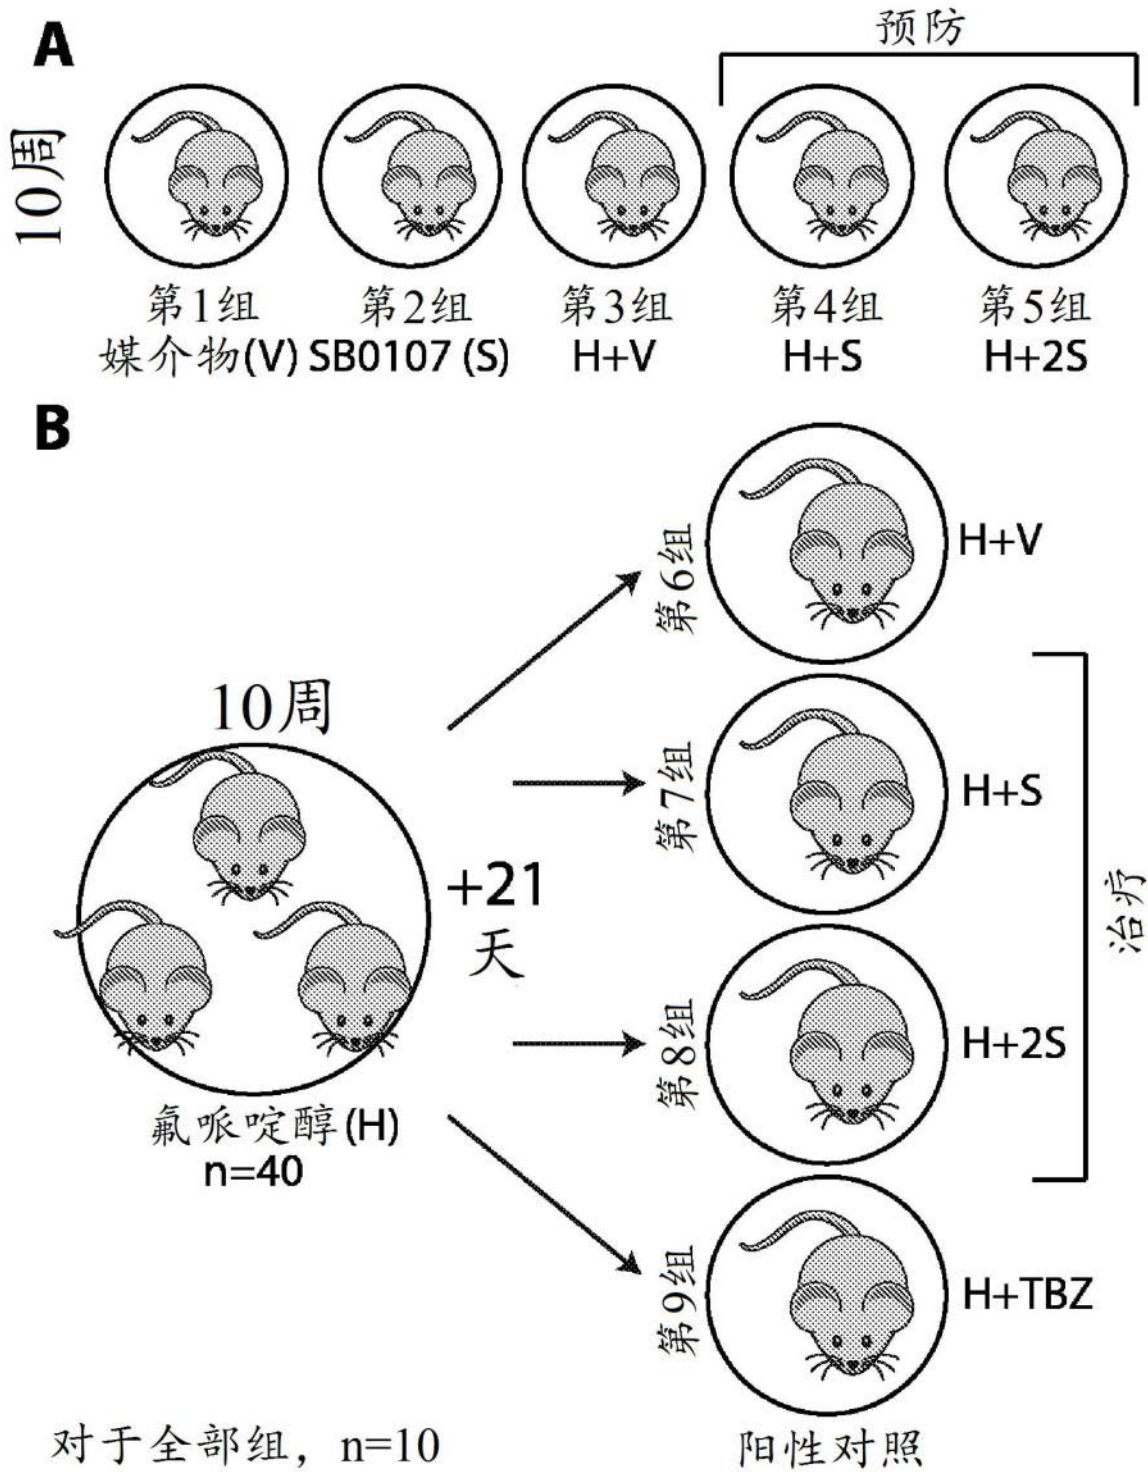 A
预防
10周
第1组
第2组
第3组
第4组
第5组
媒介物(V)
SB0107 (S)
H+V
H+S
H+2S
B
第6组
H+V
10周
第7组
H+S
+21
天
治疗
第8组
H+2S
氟哌啶醇(H)
n=40
第9组
H+TBZ
对于全部组，n=10
阳性对照